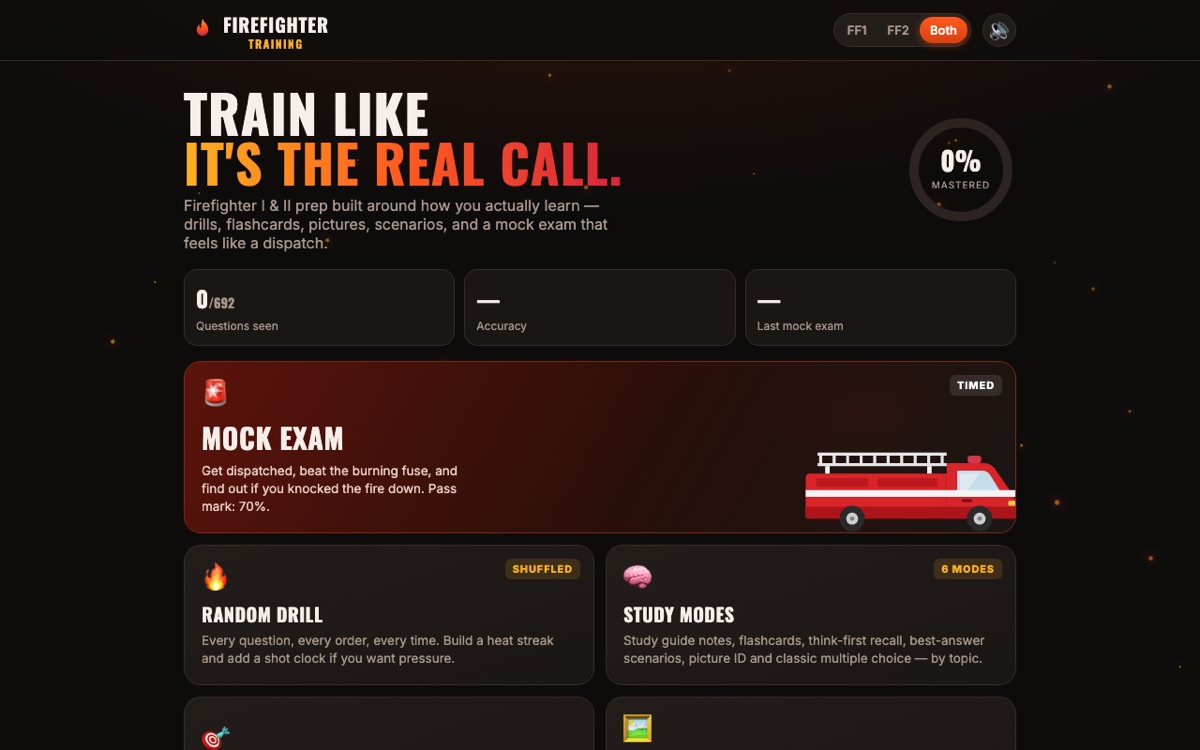 FIREFIGHTER
TRAINING
FF1 FF2 Both
TRAIN LIKE
IT'S THE REAL CALL.
Firefighter I & II prep built around how you actually learn —
drills, flashcards, pictures, scenarios, and a mock exam that
feels like a dispatch.
0%
MASTERED
0/692
Questions seen
—
Accuracy
—
Last mock exam
TIMED
MOCK EXAM
Get dispatched, beat the burning fuse, and
find out if you knocked the fire down. Pass
mark: 70%.
SHUFFLED
RANDOM DRILL
Every question, every order, every time. Build a heat streak
and add a shot clock if you want pressure.
6 MODES
STUDY MODES
Study guide notes, flashcards, think-first recall, best-answer
scenarios, picture ID and classic multiple choice — by topic.